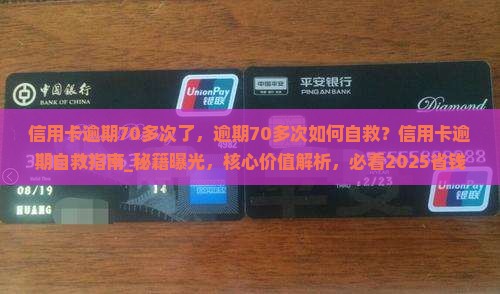 中国银行
BANK OF CHINA
UnionPay
银联
中国平安
平安银行
PINGAN BANK
UnionPay
银联
Diamond
信用卡逾期70多次了，逾期70多次如何自救？信用卡逾
期自救指南_秘籍曝光，核心价值解析，必看2025省钱
08/19
HUANG
2/23